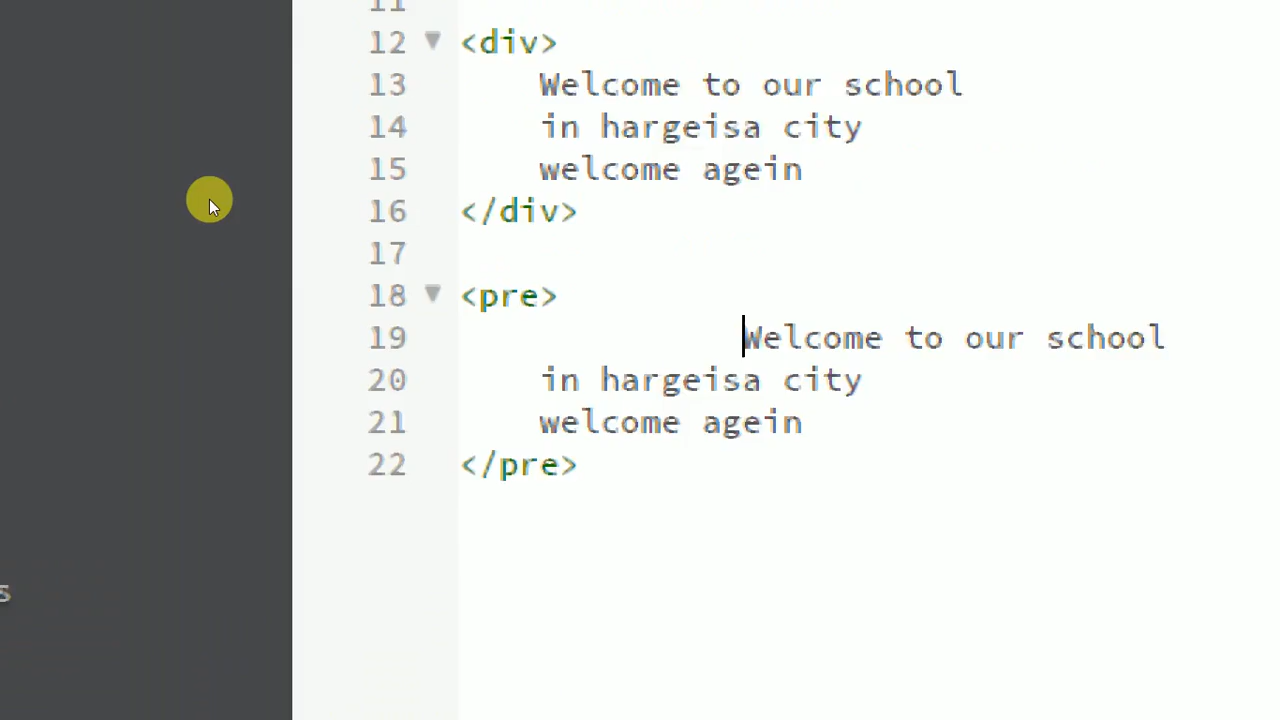 11
12 ▼ <div>
13     Welcome to our school
14     in hargeisa city
15     welcome agein
16 </div>
17
18 ▼ <pre>
19               Welcome to our school
20     in hargeisa city
21     welcome agein
22 </pre>
s